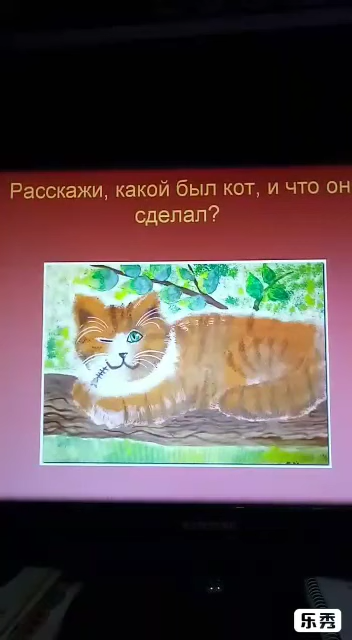 Расскажи, какой был кот, и что он
сделал?
乐秀